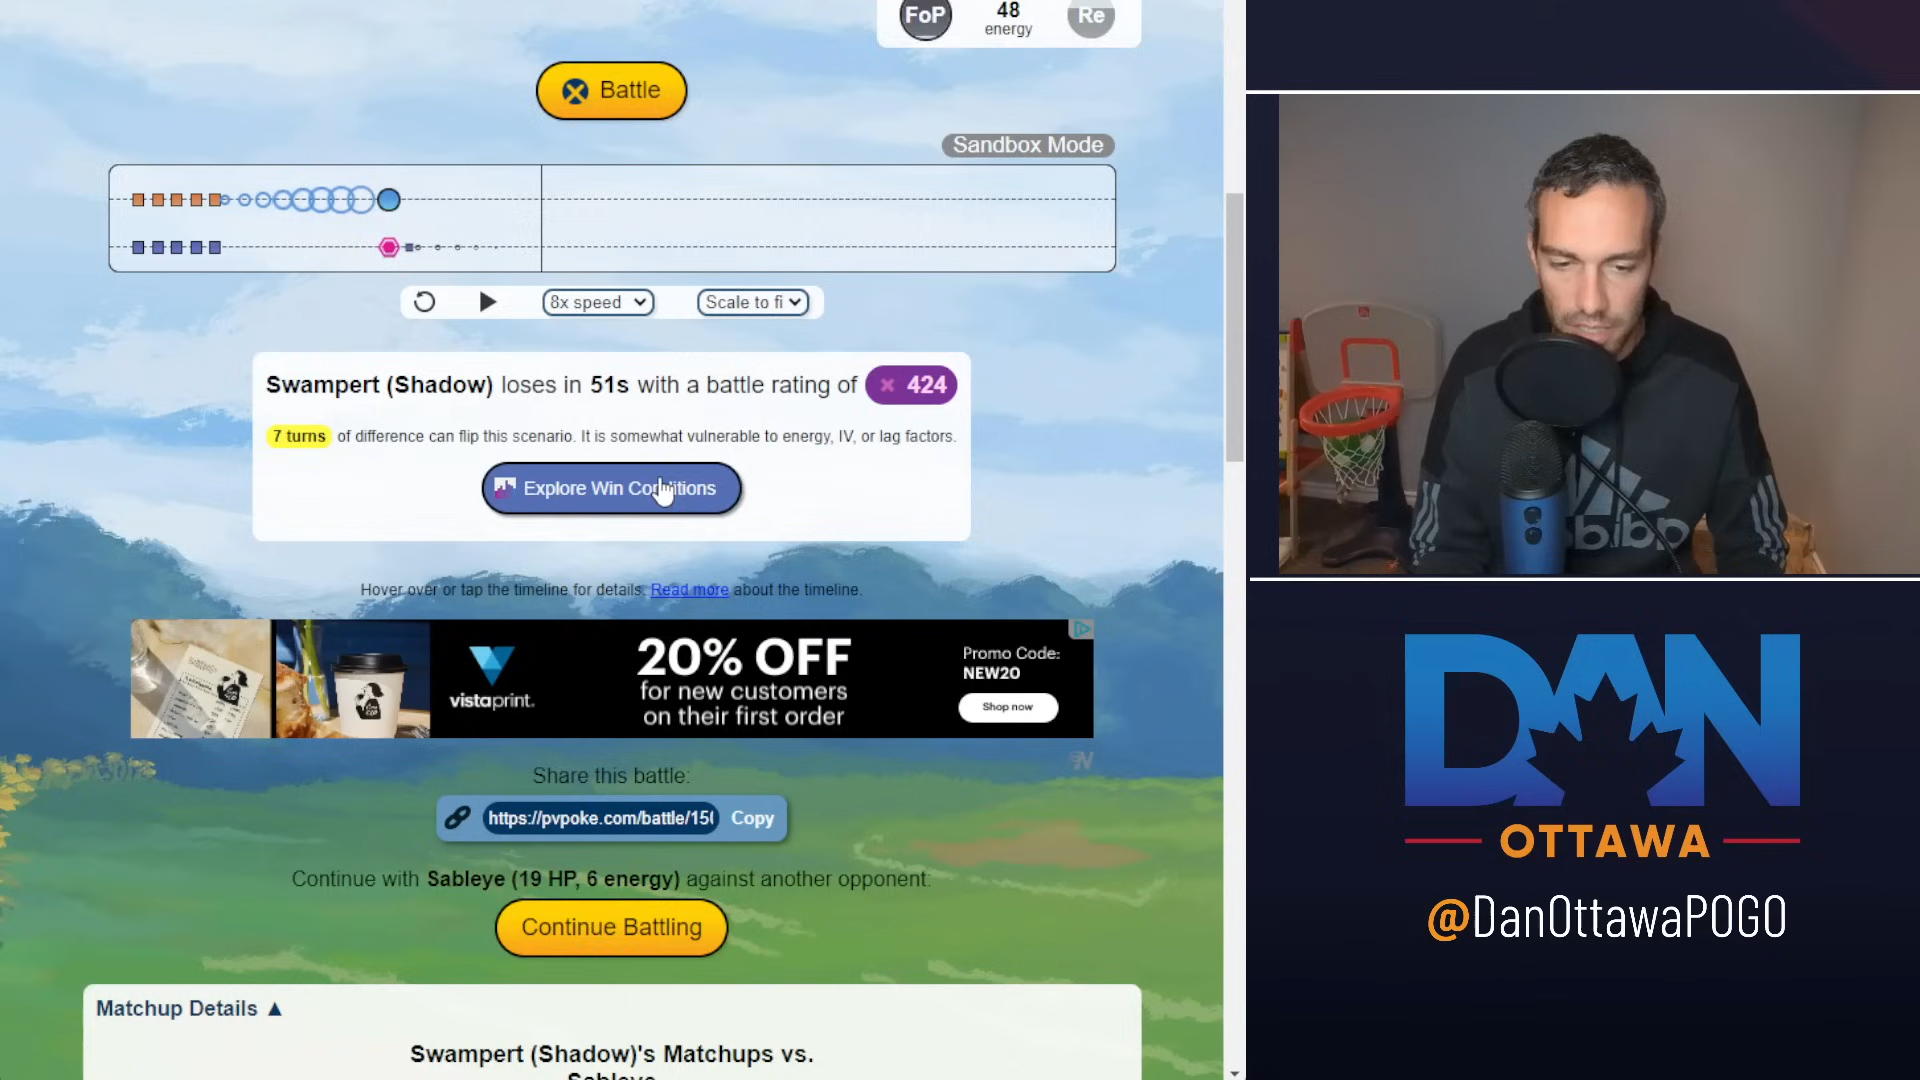 FoP
48
energy
Re
Battle
Sandbox Mode
8x speed
Scale to fi
Swampert (Shadow) loses in 51s with a battle rating of × 424
7 turns of difference can flip this scenario. It is somewhat vulnerable to energy, IV, or lag factors.
Explore Win Conditions
Hover over or tap the timeline for details. Read more about the timeline.
vistaprint.
20% OFF
for new customers
on their first order
Promo Code:
NEW20
Shop now
Share this battle:
https://pvpoke.com/battle/150
Copy
Continue with Sableye (19 HP, 6 energy) against another opponent:
Continue Battling
Matchup Details ▲
Swampert (Shadow)'s Matchups vs.
Sableye
adidas
DAN
OTTAWA
@DanOttawaPOGO